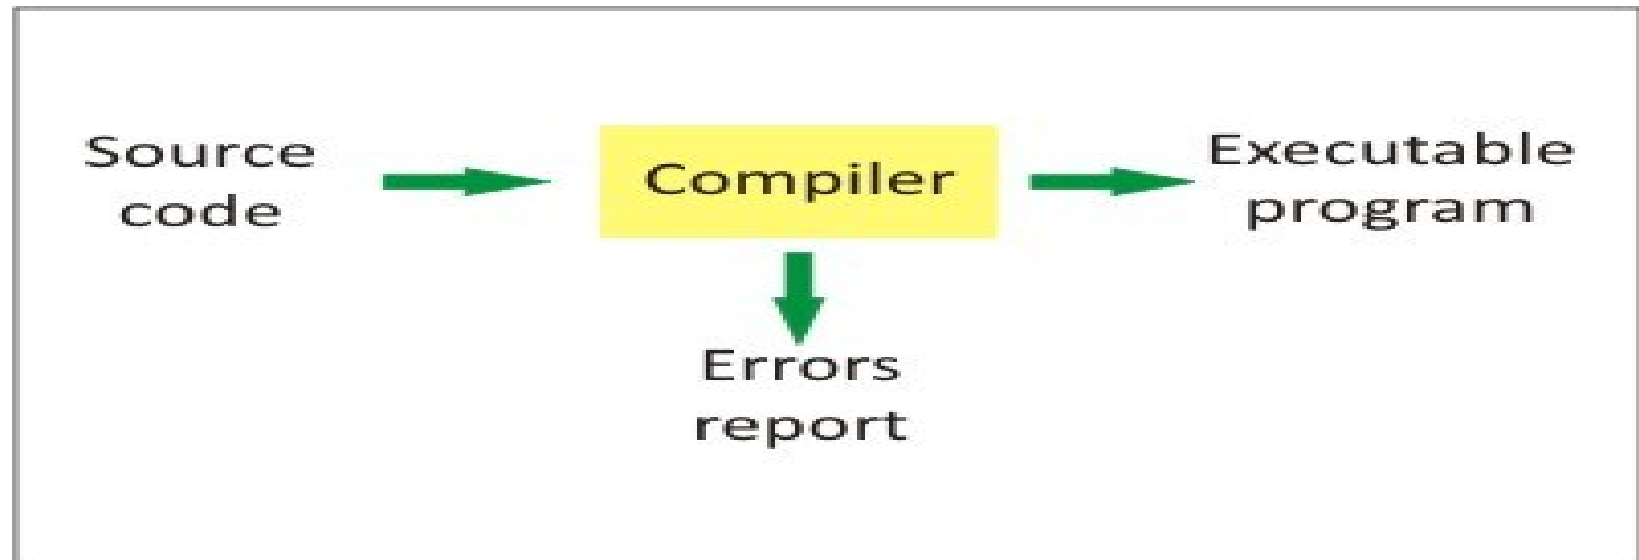 Source
code
Compiler
Executable
program
Errors
report